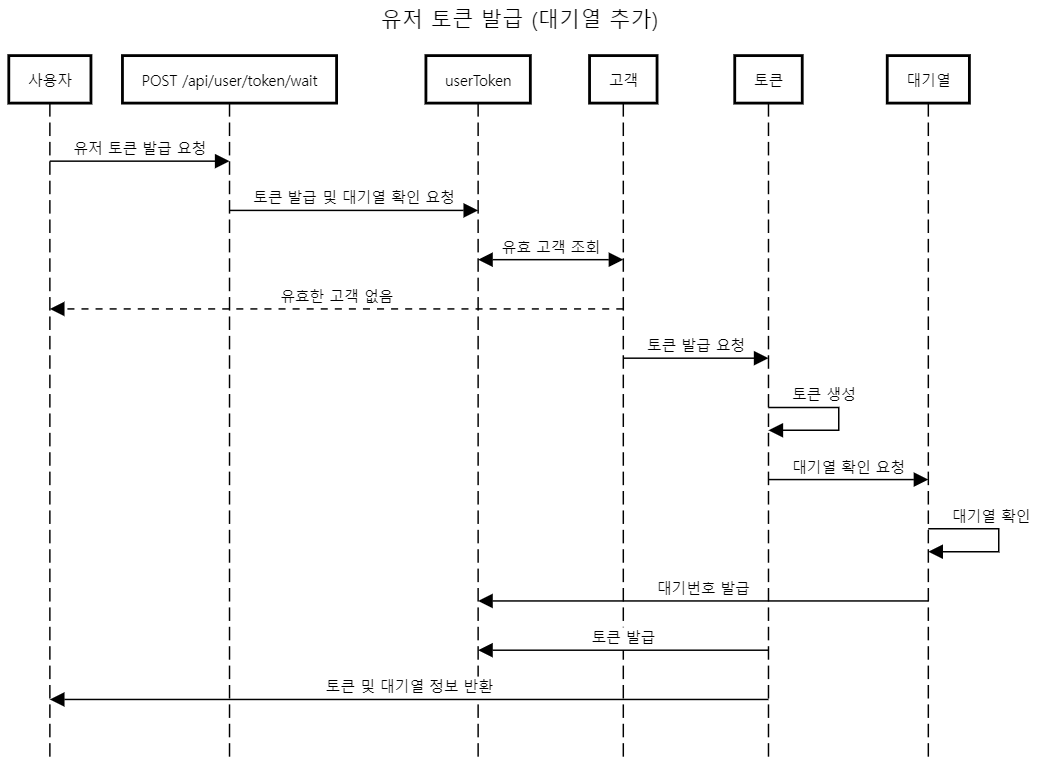 유저 토큰 발급 (대기열 추가)
사용자
POST /api/user/token/wait
userToken
고객
토큰
대기열
유저 토큰 발급 요청
토큰 발급 및 대기열 확인 요청
유효 고객 조회
유효한 고객 없음
토큰 발급 요청
토큰 생성
대기열 확인 요청
대기열 확인
대기번호 발급
토큰 발급
토큰 및 대기열 정보 반환